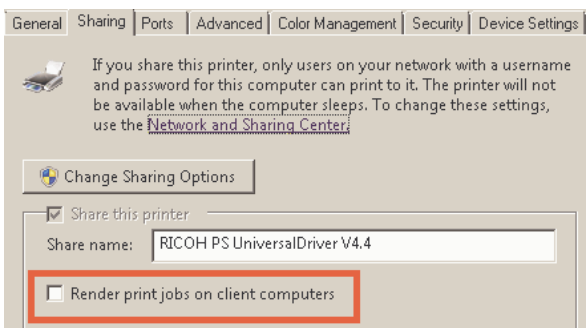 General Sharing Ports Advanced Color Management Security Device Settings
If you share this printer, only users on your network with a username
and password for this computer can print to it. The printer will not
be available when the computer sleeps. To change these settings,
use the Network and Sharing Center.
Change Sharing Options
Share this printer
Share name: RICOH PS UniversalDriver V4.4
Render print jobs on client computers